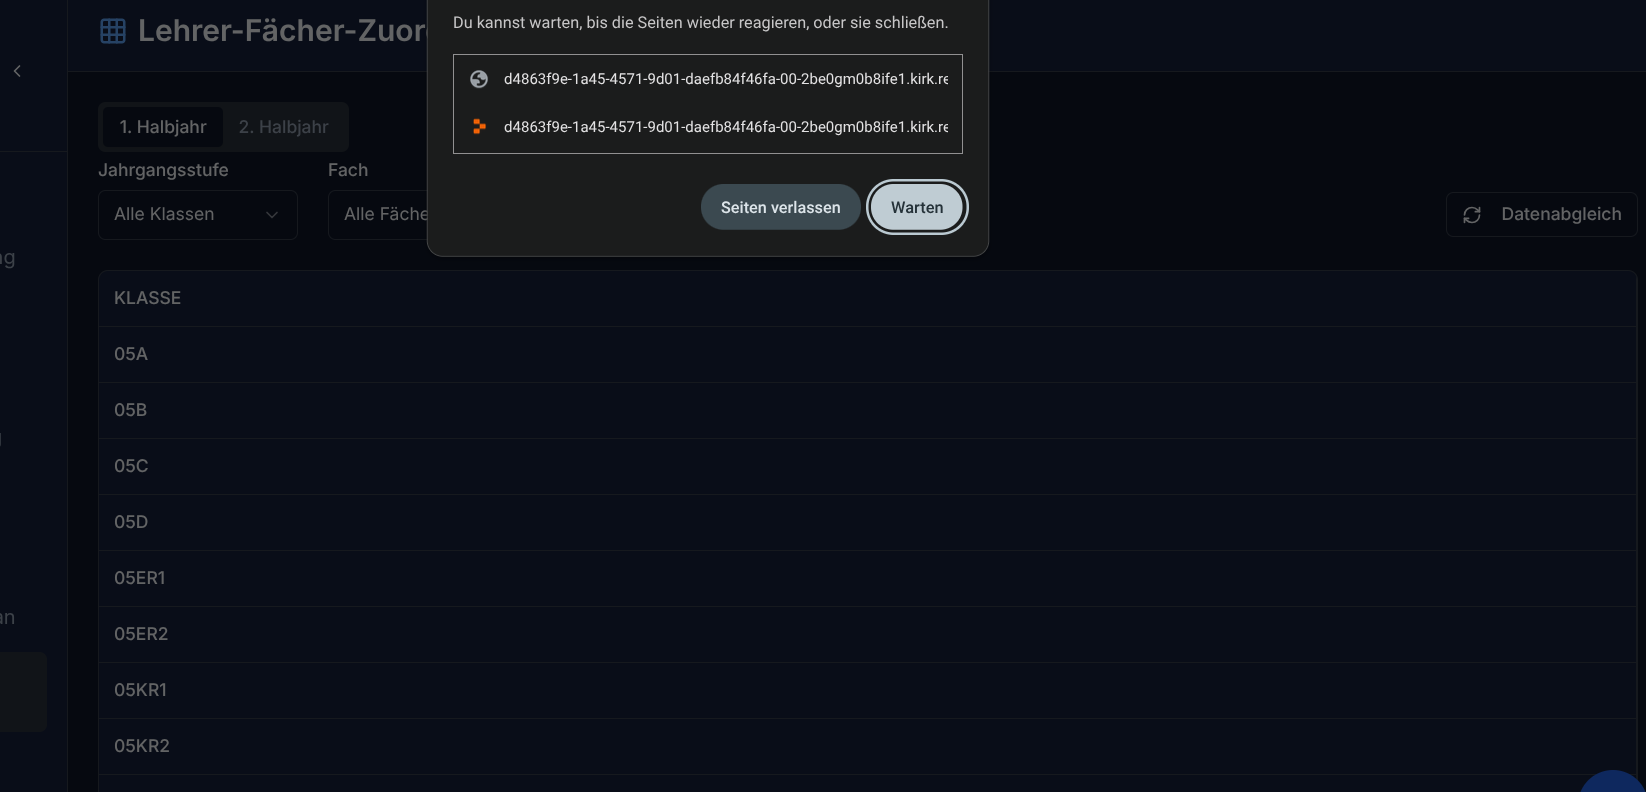 Lehrer-Fächer-Zuor
Du kannst warten, bis die Seiten wieder reagieren, oder sie schließen.
d4863f9e-1a45-4571-9d01-daefb84f46fa-00-2be0gm0b8ife1.kirk.re
d4863f9e-1a45-4571-9d01-daefb84f46fa-00-2be0gm0b8ife1.kirk.re
Seiten verlassen
Warten
1. Halbjahr
2. Halbjahr
Jahrgangsstufe
Fach
Alle Klassen
Alle Fäche
Datenabgleich
ng
g
an
KLASSE
05A
05B
05C
05D
05ER1
05ER2
05KR1
05KR2